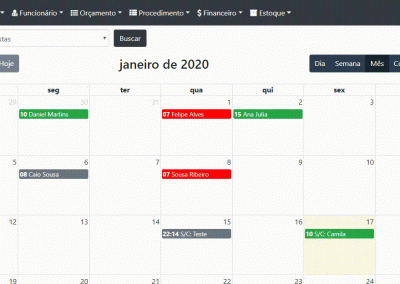 Funcionário Orçamento Procedimento $ Financeiro Estoque
Buscar
Hoje janeiro de 2020 Dia Semana Mês
seg ter qua qui sex
29 30 31 1 2 3
10 Daniel Martins 07 Felipe Alves 15 Ana Julia
5 6 7 8 9 10
08 Caio Sousa 07 Sousa Ribeiro
12 13 14 15 16 17
22:14 S/C: Teste 10 S/C: Camila
19 20 21 22 23 24